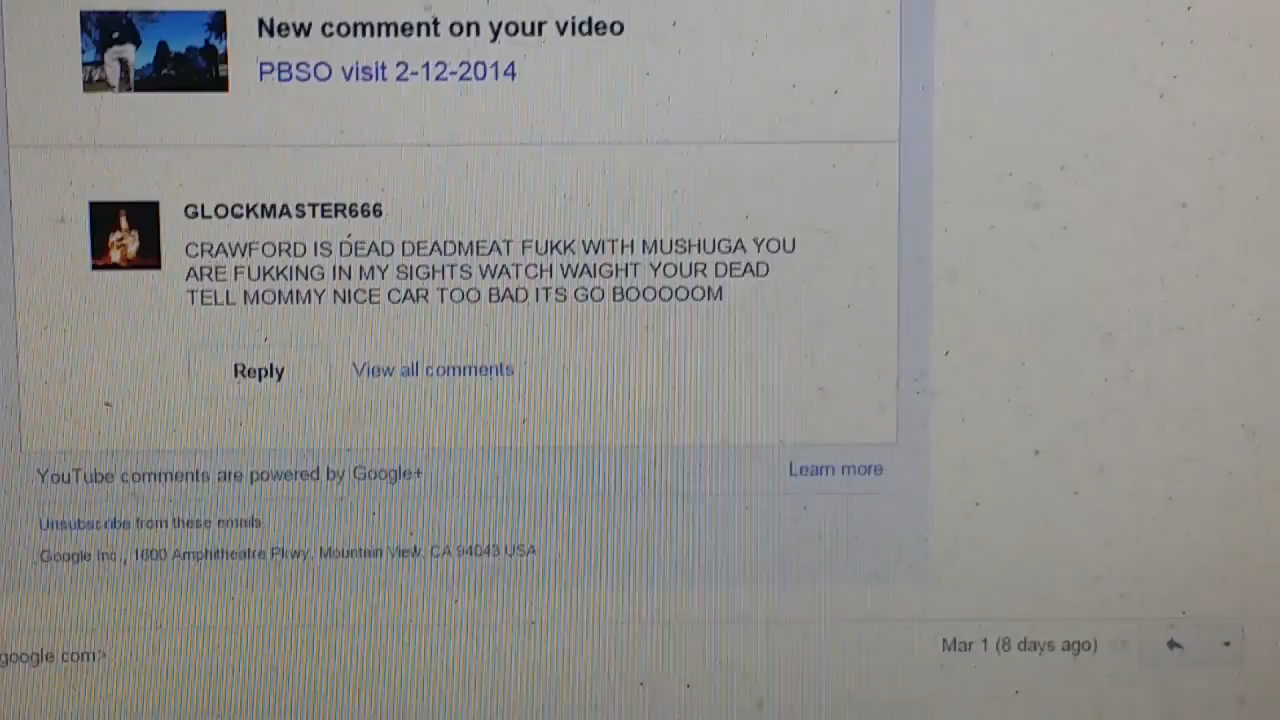 New comment on your video
PBSO visit 2-12-2014
GLOCKMASTER666
CRAWFORD IS DEAD DEADMEAT FUKK WITH MUSHUGA YOU
ARE FUKKING IN MY SIGHTS WATCH WAIGHT YOUR DEAD
TELL MOMMY NICE CAR TOO BAD ITS GO BOOOOOM
Reply View all comments
YouTube comments are powered by Google+ Learn more
Unsubscribe from these emails
Google Inc., 1600 Amphitheatre Pkwy, Mountain View, CA 94043 USA
google.com> Mar 1 (8 days ago)